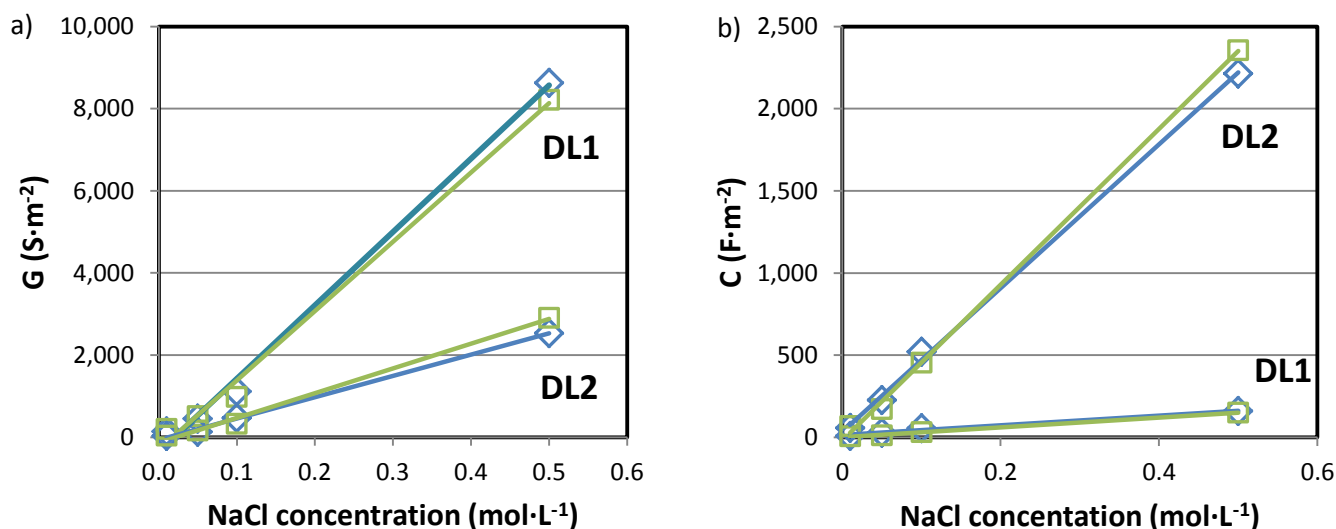 a)
10,000
8,000
6,000
4,000
2,000
0
G (S·m⁻²)
DL1
DL2
0.0 0.1 0.2 0.3 0.4 0.5 0.6
NaCl concentration (mol·L⁻¹)
b)
2,500
2,000
1,500
1,000
500
0
C (F·m⁻²)
DL2
DL1
0 0.2 0.4 0.6
NaCl concentation (mol·L⁻¹)